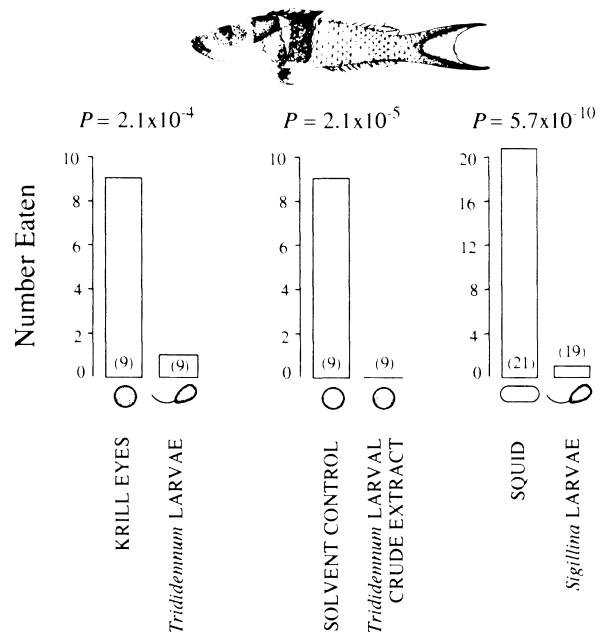 P = 2.1x10-4
P = 2.1x10-5
P = 5.7x10-10
Number Eaten
10
8
6
4
2
0
(9)
(9)
KRILL EYES
Trididemnum LARVAE
10
8
6
4
2
0
(9)
(9)
SOLVENT CONTROL
Trididemnum LARVAL
CRUDE EXTRACT
20
16
12
8
4
0
(21)
(19)
SQUID
Sigillina LARVAE